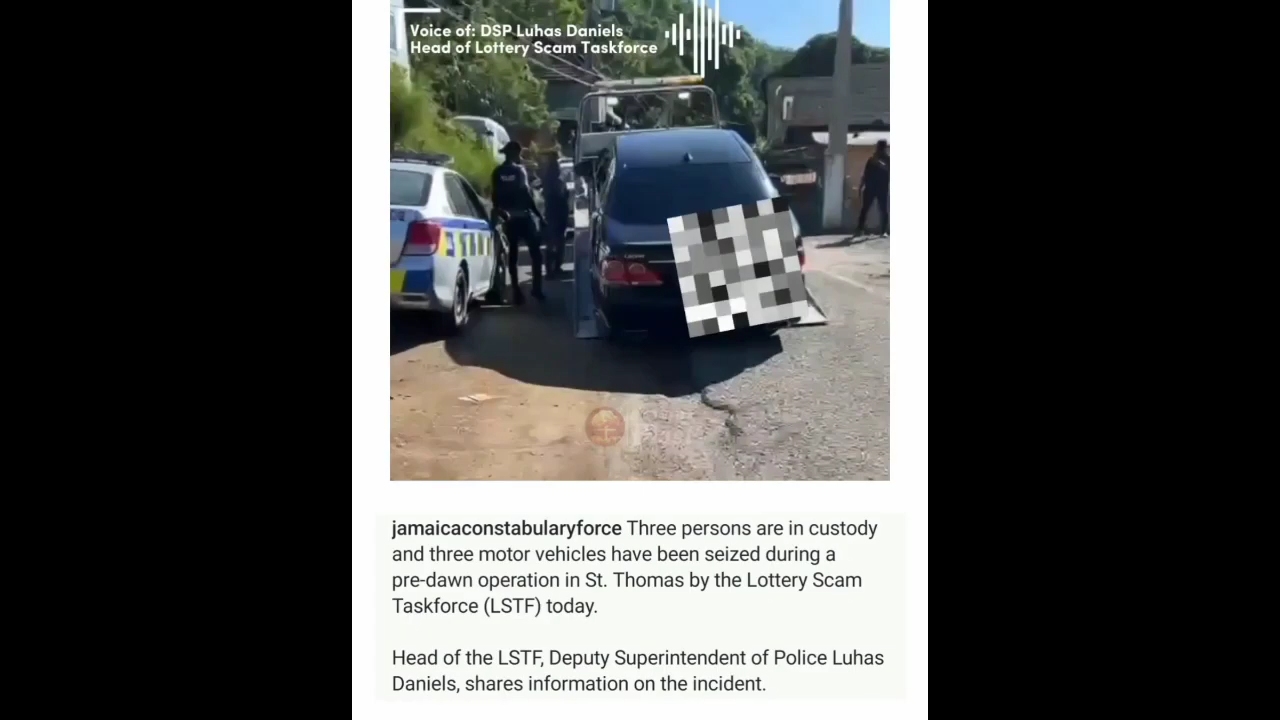 Voice of: DSP Luhas Daniels
Head of Lottery Scam Taskforce
jamaicaconstabularyforce Three persons are in custody
and three motor vehicles have been seized during a
pre-dawn operation in St. Thomas by the Lottery Scam
Taskforce (LSTF) today.
Head of the LSTF, Deputy Superintendent of Police Luhas
Daniels, shares information on the incident.